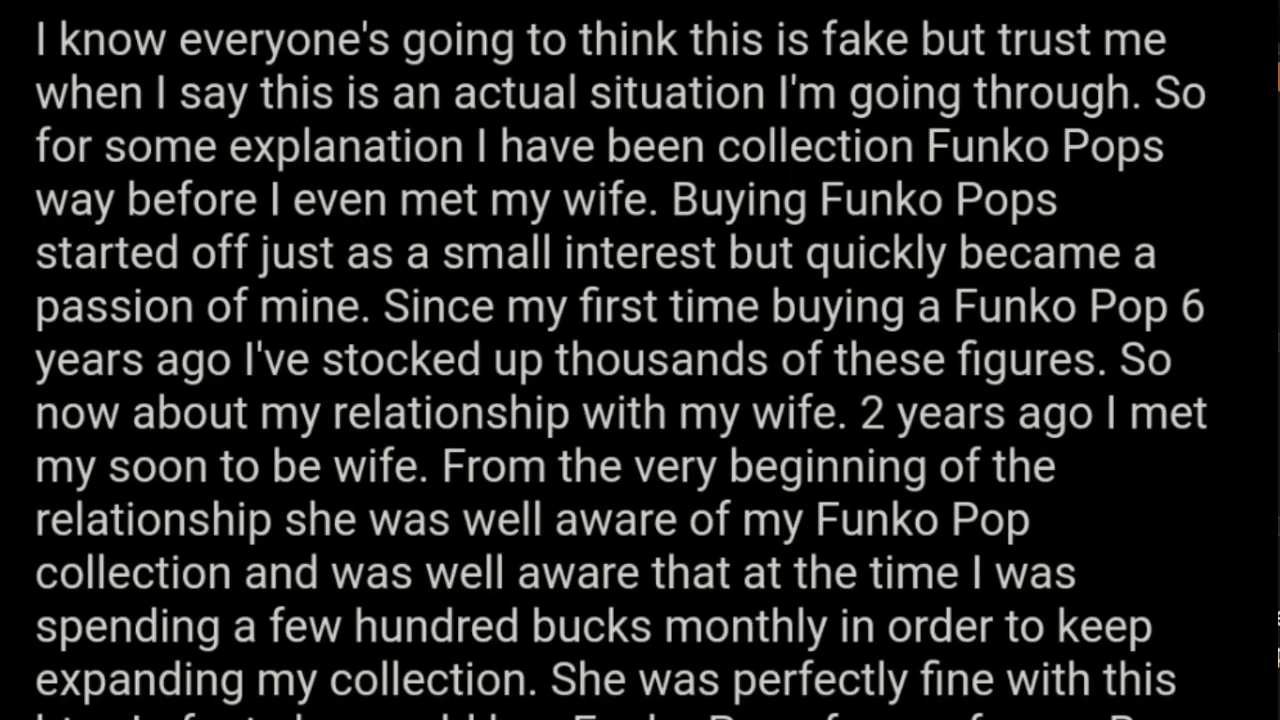 I know everyone's going to think this is fake but trust me
when I say this is an actual situation I'm going through. So
for some explanation I have been collection Funko Pops
way before I even met my wife. Buying Funko Pops
started off just as a small interest but quickly became a
passion of mine. Since my first time buying a Funko Pop 6
years ago I've stocked up thousands of these figures. So
now about my relationship with my wife. 2 years ago I met
my soon to be wife. From the very beginning of the
relationship she was well aware of my Funko Pop
collection and was well aware that at the time I was
spending a few hundred bucks monthly in order to keep
expanding my collection. She was perfectly fine with this